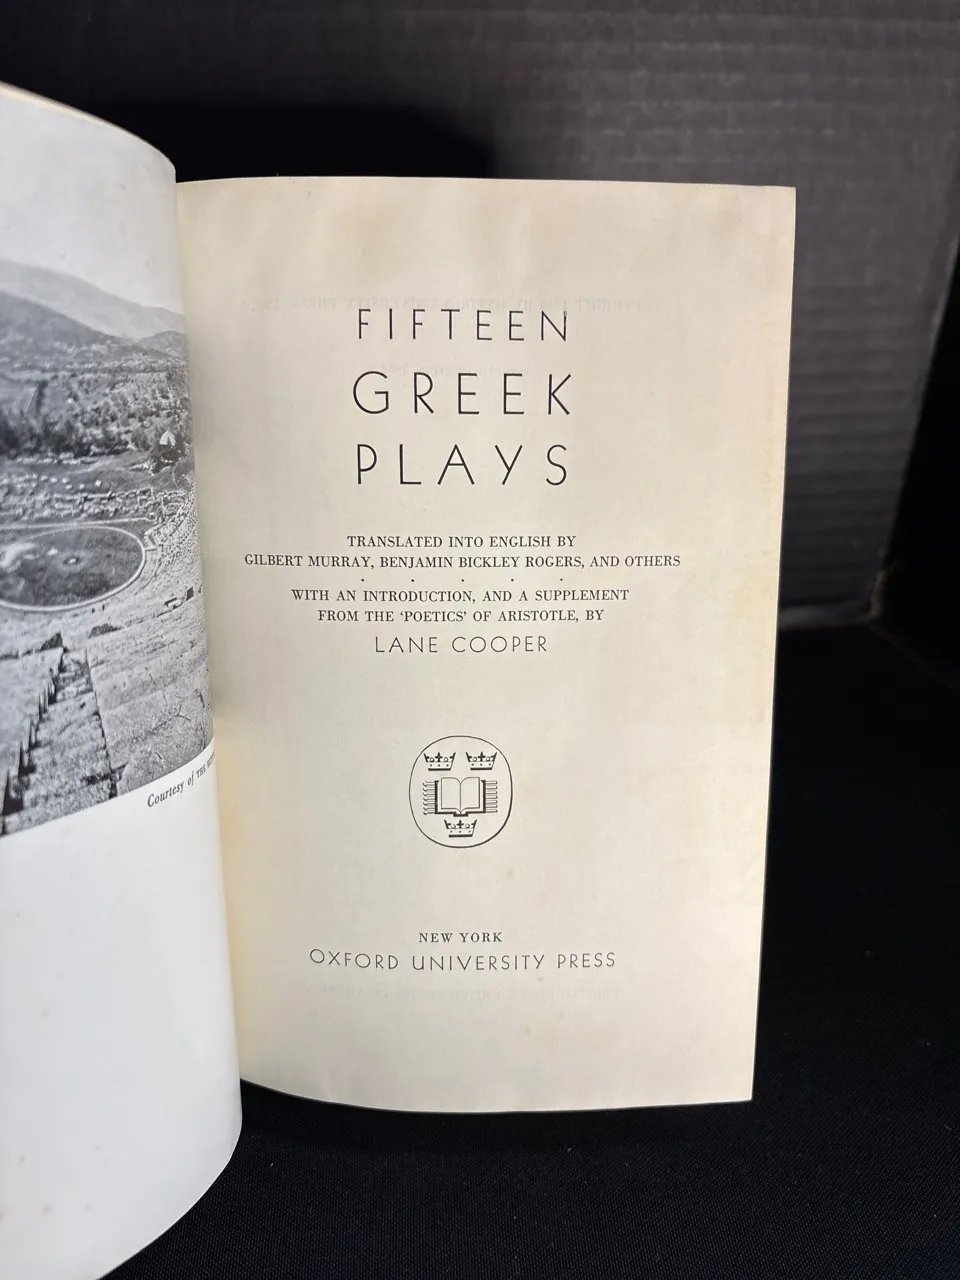 FIFTEEN
GREEK
PLAYS
TRANSLATED INTO ENGLISH BY
GILBERT MURRAY, BENJAMIN BICKLEY ROGERS, AND OTHERS
WITH AN INTRODUCTION, AND A SUPPLEMENT
FROM THE ‘POETICS’ OF ARISTOTLE, BY
LANE COOPER
NEW YORK
OXFORD UNIVERSITY PRESS
Courtesy of THE